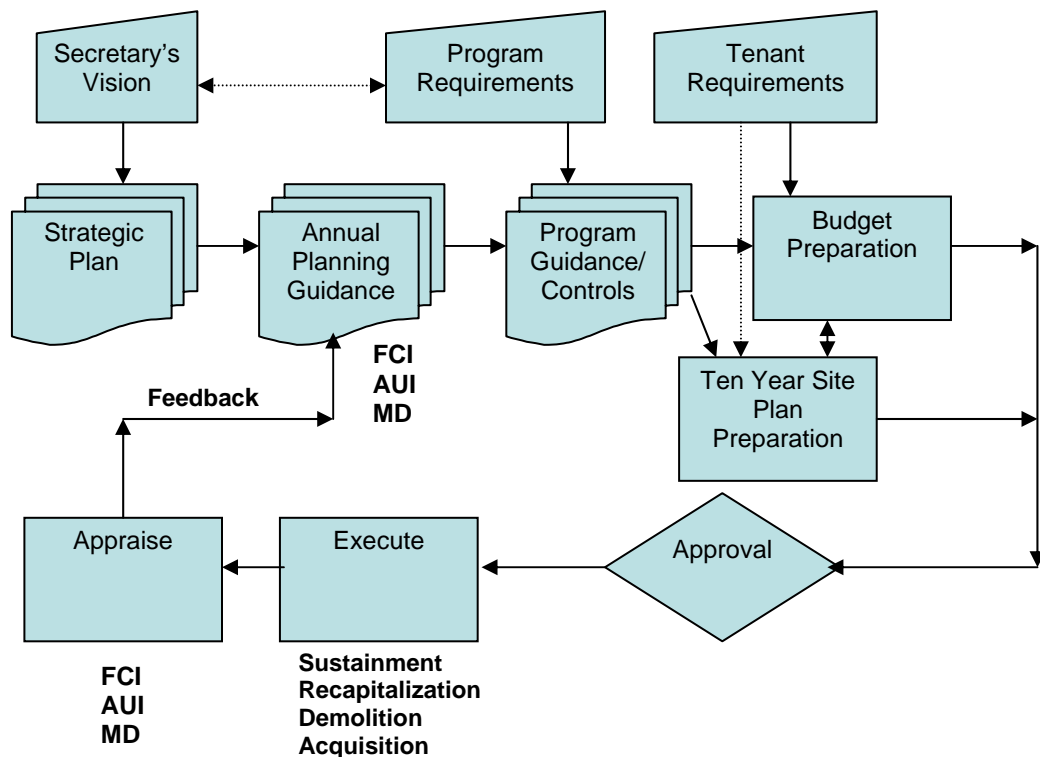 Secretary's
Vision
Program
Requirements
Tenant
Requirements
Strategic
Plan
Annual
Planning
Guidance
Program
Guidance/
Controls
Budget
Preparation
FCI
AUI
MD
Feedback
Ten Year Site
Plan
Preparation
Appraise
Execute
Approval
FCI
AUI
MD
Sustainment
Recapitalization
Demolition
Acquisition